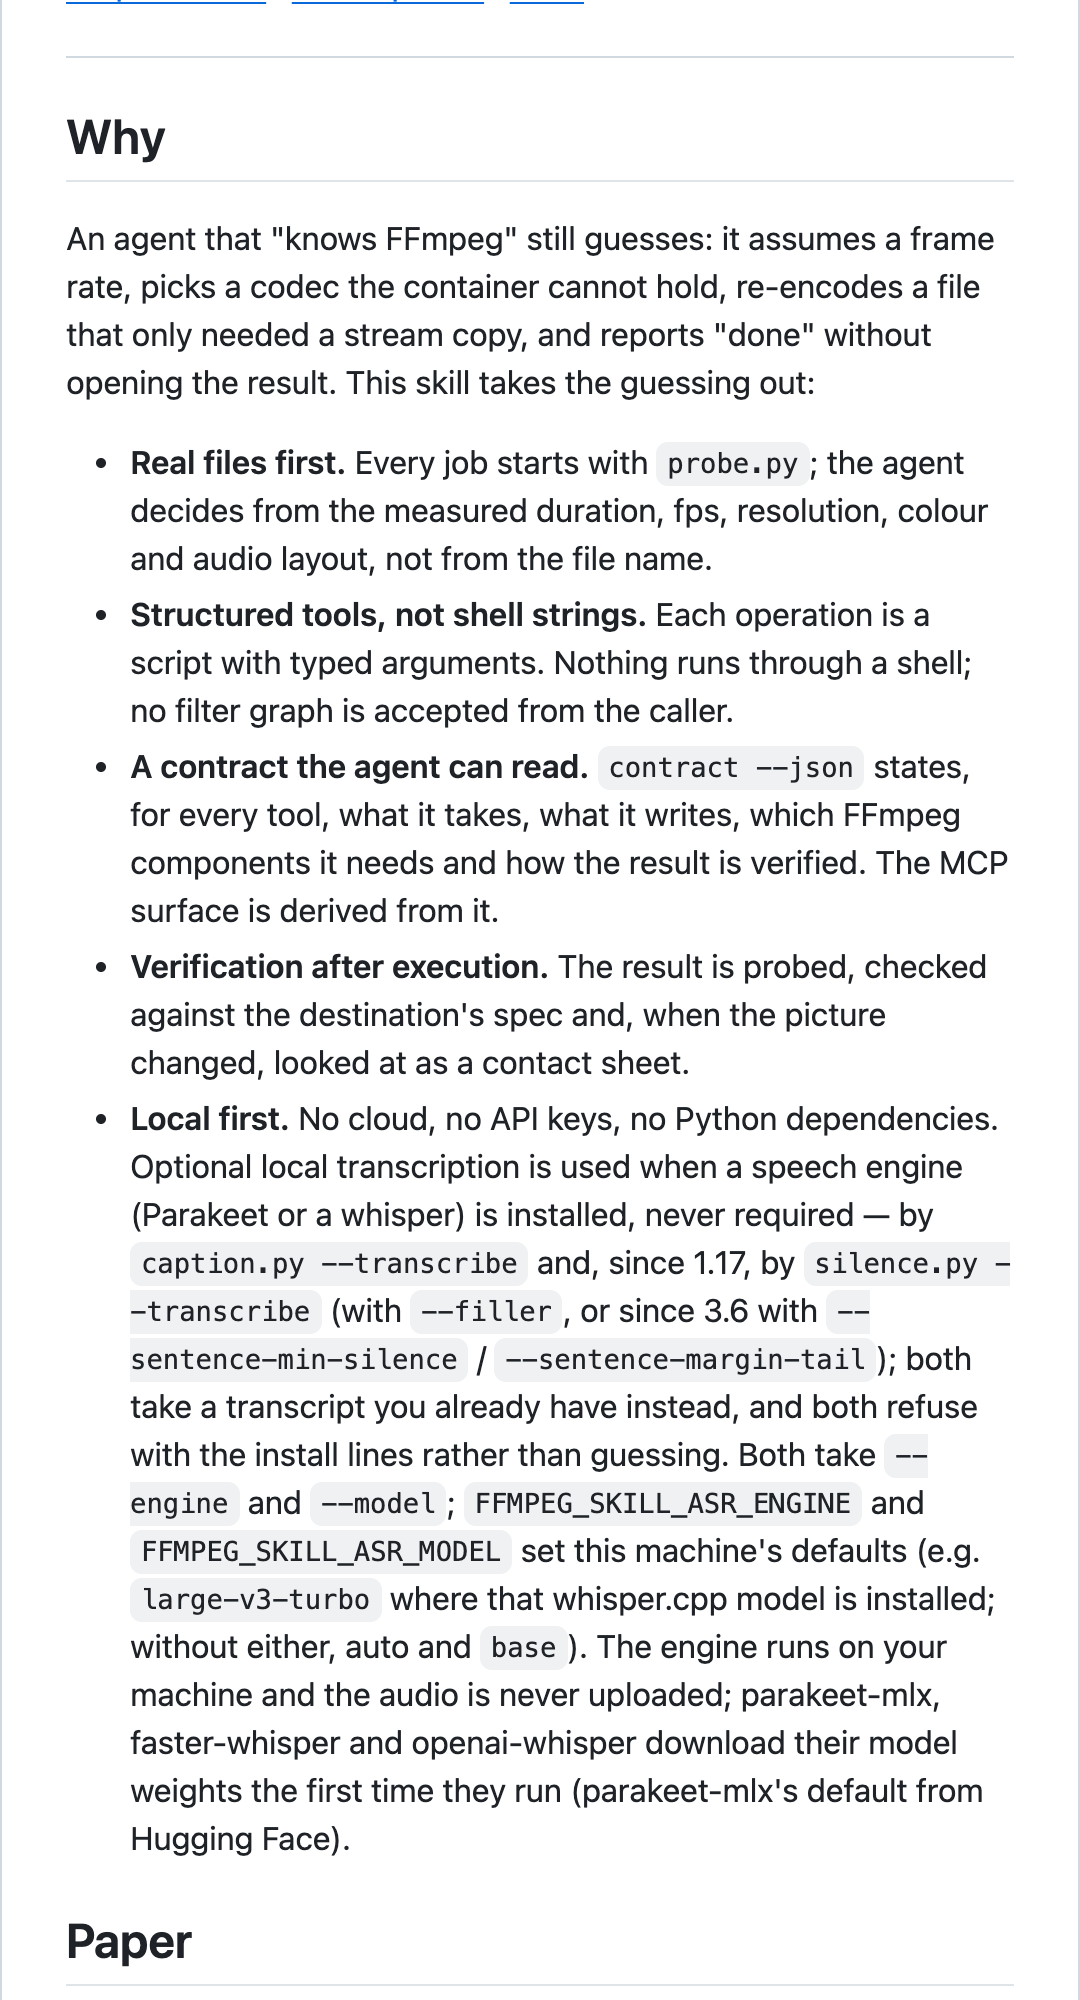 Why
An agent that "knows FFmpeg" still guesses: it assumes a frame
rate, picks a codec the container cannot hold, re-encodes a file
that only needed a stream copy, and reports "done" without
opening the result. This skill takes the guessing out:
• Real files first. Every job starts with probe.py; the agent
decides from the measured duration, fps, resolution, colour
and audio layout, not from the file name.
• Structured tools, not shell strings. Each operation is a
script with typed arguments. Nothing runs through a shell;
no filter graph is accepted from the caller.
• A contract the agent can read. contract --json states,
for every tool, what it takes, what it writes, which FFmpeg
components it needs and how the result is verified. The MCP
surface is derived from it.
• Verification after execution. The result is probed, checked
against the destination's spec and, when the picture
changed, looked at as a contact sheet.
• Local first. No cloud, no API keys, no Python dependencies.
Optional local transcription is used when a speech engine
(Parakeet or a whisper) is installed, never required — by
caption.py --transcribe and, since 1.17, by silence.py -
-transcribe (with --filler, or since 3.6 with --
sentence-min-silence / --sentence-margin-tail); both
take a transcript you already have instead, and both refuse
with the install lines rather than guessing. Both take --
engine and --model; FFMPEG_SKILL_ASR_ENGINE and
FFMPEG_SKILL_ASR_MODEL set this machine's defaults (e.g.
large-v3-turbo where that whisper.cpp model is installed;
without either, auto and base). The engine runs on your
machine and the audio is never uploaded; parakeet-mlx,
faster-whisper and openai-whisper download their model
weights the first time they run (parakeet-mlx's default from
Hugging Face).
Paper